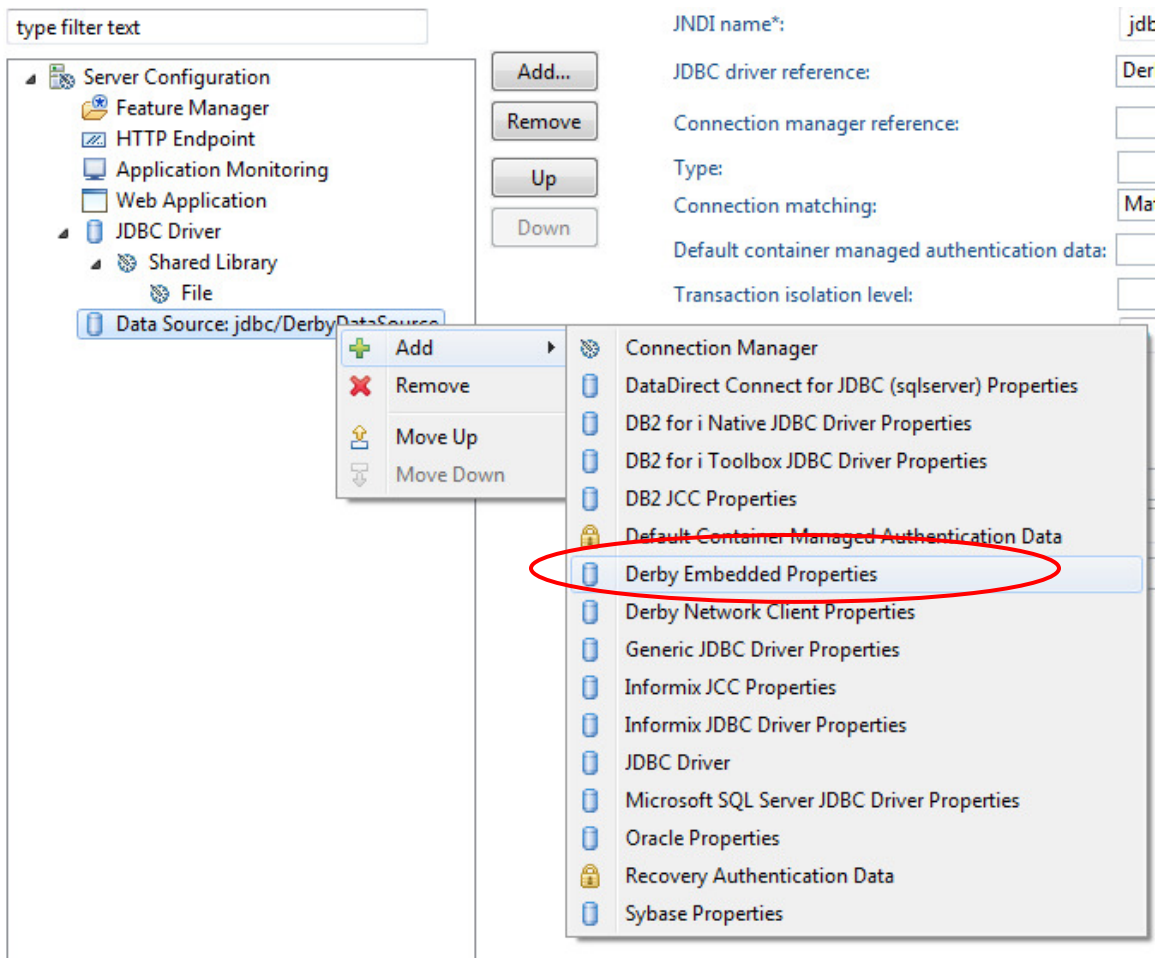 type filter text
Server Configuration
Feature Manager
HTTP Endpoint
Application Monitoring
Web Application
JDBC Driver
Shared Library
File
Data Source: jdbc/DerbyDataSource
Add...
Remove
Up
Down
JNDI name*:
jdb
JDBC driver reference:
Der
Connection manager reference:
Type:
Connection matching:
Mat
Default container managed authentication data:
Transaction isolation level:
Add
Remove
Move Up
Move Down
Connection Manager
DataDirect Connect for JDBC (sqlserver) Properties
DB2 for i Native JDBC Driver Properties
DB2 for i Toolbox JDBC Driver Properties
DB2 JCC Properties
Default Container Managed Authentication Data
Derby Embedded Properties
Derby Network Client Properties
Generic JDBC Driver Properties
Informix JCC Properties
Informix JDBC Driver Properties
JDBC Driver
Microsoft SQL Server JDBC Driver Properties
Oracle Properties
Recovery Authentication Data
Sybase Properties